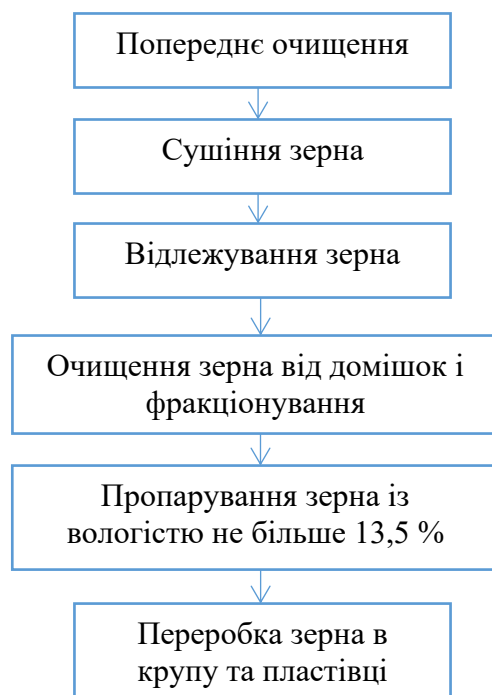 Попереднє очищення
Сушіння зерна
Відлежування зерна
Очищення зерна від домішок і
фракціонування
Пропарування зерна із
вологістю не більше 13,5 %
Переробка зерна в
крупу та пластівці